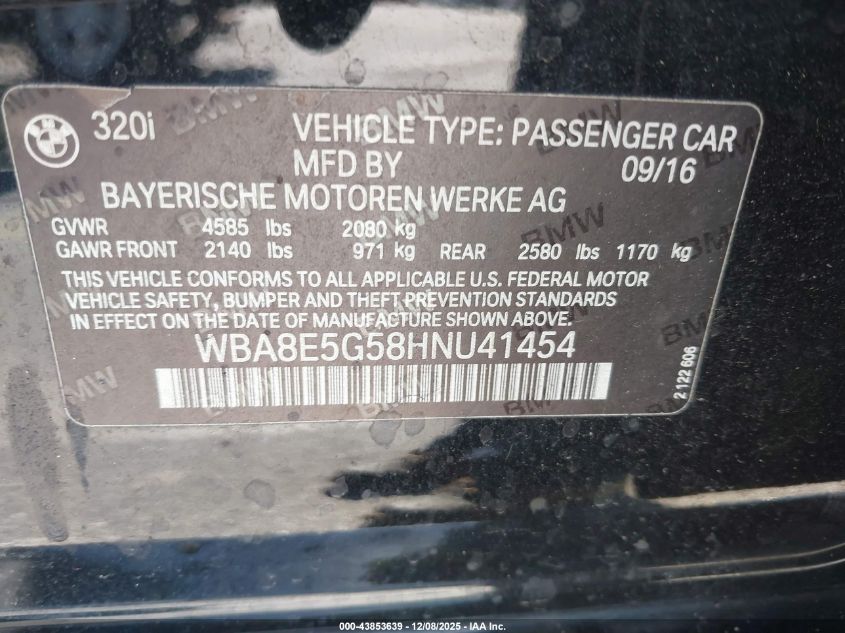 320i VEHICLE TYPE: PASSENGER CAR
MFD BY 09/16
BAYERISCHE MOTOREN WERKE AG
GVWR 4585 lbs 2080 kg
GAWR FRONT 2140 lbs 971 kg REAR 2580 lbs 1170 kg
THIS VEHICLE CONFORMS TO ALL APPLICABLE U.S. FEDERAL MOTOR
VEHICLE SAFETY, BUMPER AND THEFT PREVENTION STANDARDS
IN EFFECT ON THE DATE OF MANUFACTURE SHOWN ABOVE.
WBA8E5G58HNU41454
2 122 606
000-43853639 - 12/08/2025 - IAA Inc.